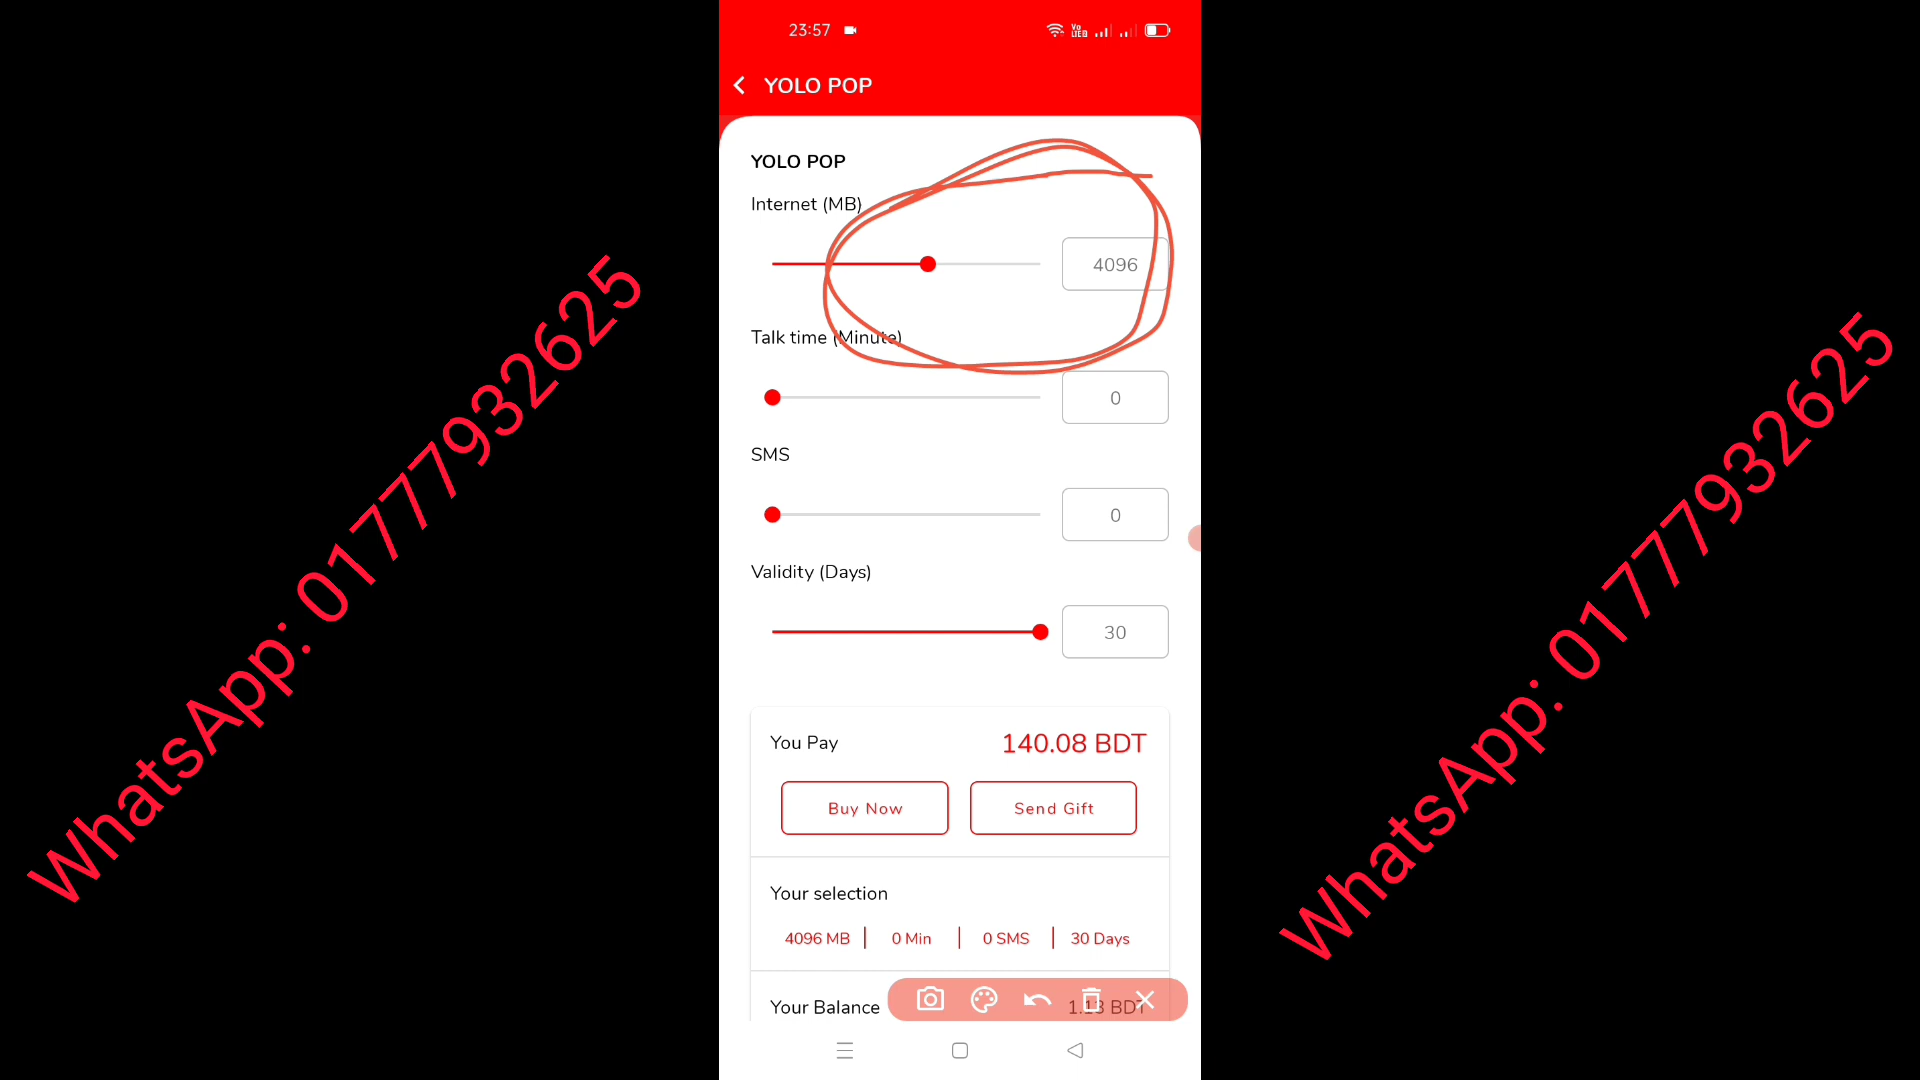 23:57
YOLO POP
YOLO POP
Internet (MB)
4096
Talk time (Minute)
0
SMS
0
Validity (Days)
30
You Pay
140.08 BDT
Buy Now
Send Gift
Your selection
4096 MB
0 Min
0 SMS
30 Days
Your Balance
1.13 BDT
WhatsApp: 01777932625
WhatsApp: 01777932625